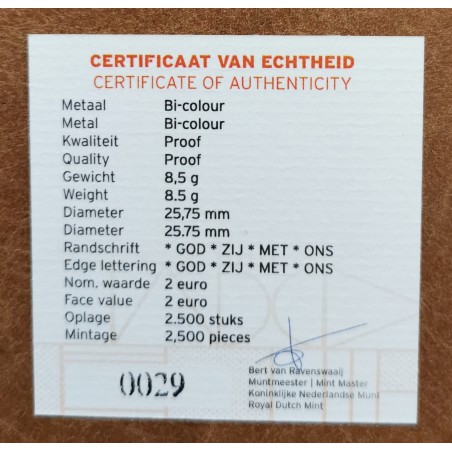 CERTIFICAAT VAN ECHTHEID
CERTIFICATE OF AUTHENTICITY
Metaal Bi-colour
Metal Bi-colour
Kwaliteit Proof
Quality Proof
Gewicht 8,5 g
Weight 8.5 g
Diameter 25,75 mm
Diameter 25.75 mm
Randschrift * GOD * ZIJ * MET * ONS
Edge lettering * GOD * ZIJ * MET * ONS
Nom. waarde 2 euro
Face value 2 euro
Oplage 2.500 stuks
Mintage 2,500 pieces
0029
Bert van Ravenswaaij
Muntmeester | Mint Master
Koninklijke Nederlandse Munt
Royal Dutch Mint